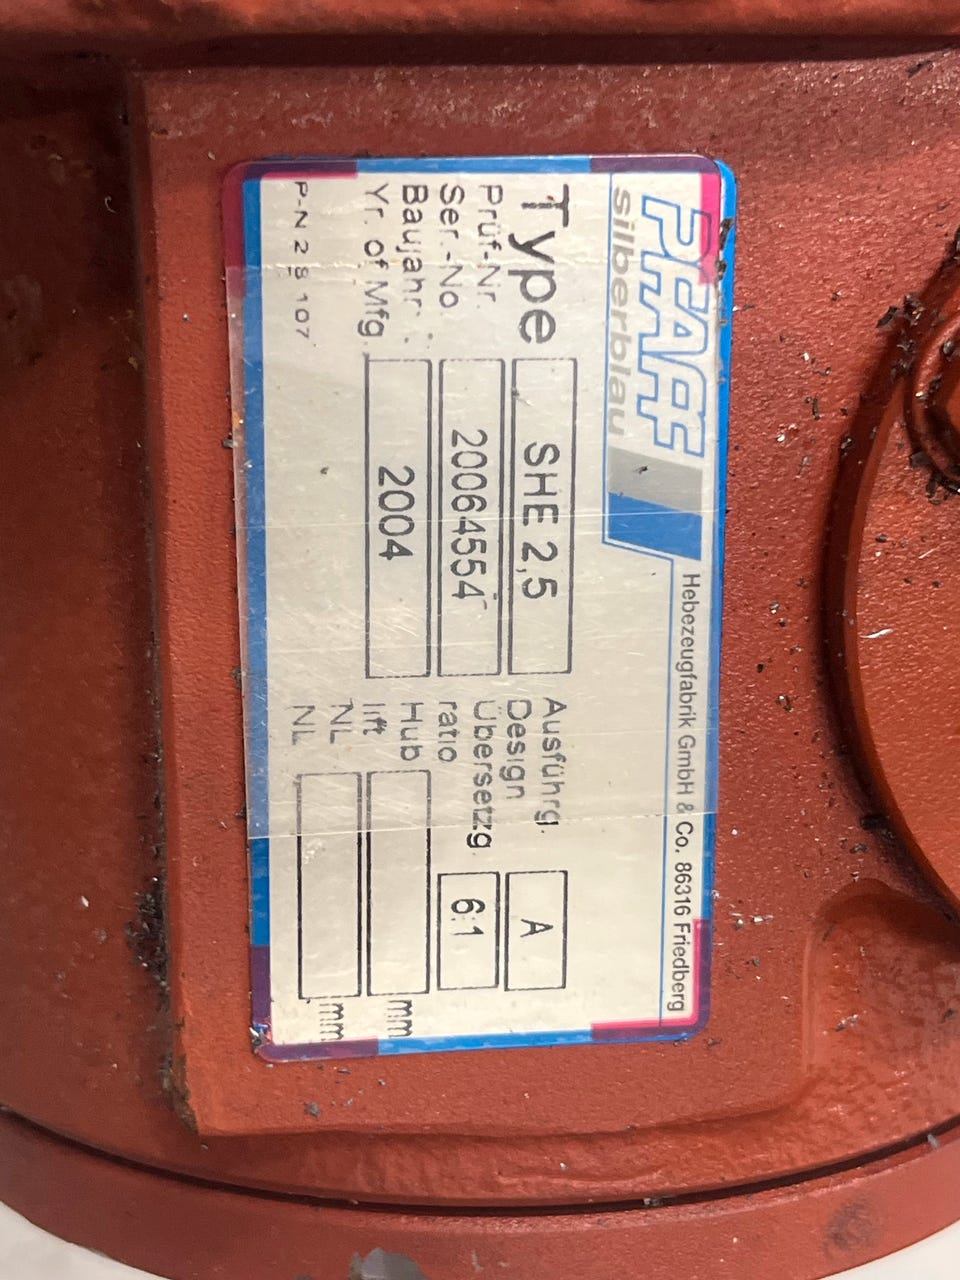 PFAFF
silberblau
Hebezeugfabrik GmbH & Co. 86316 Friedberg
Type SHE 2,5
Prüf-Nr.
Ser.-No. 20064554
Baujahr:
Yr. of Mfg. 2004
P-N 28 107
Ausführg.
Design A
Übersetzg.
ratio 6:1
Hub
lift mm
NL
NL mm